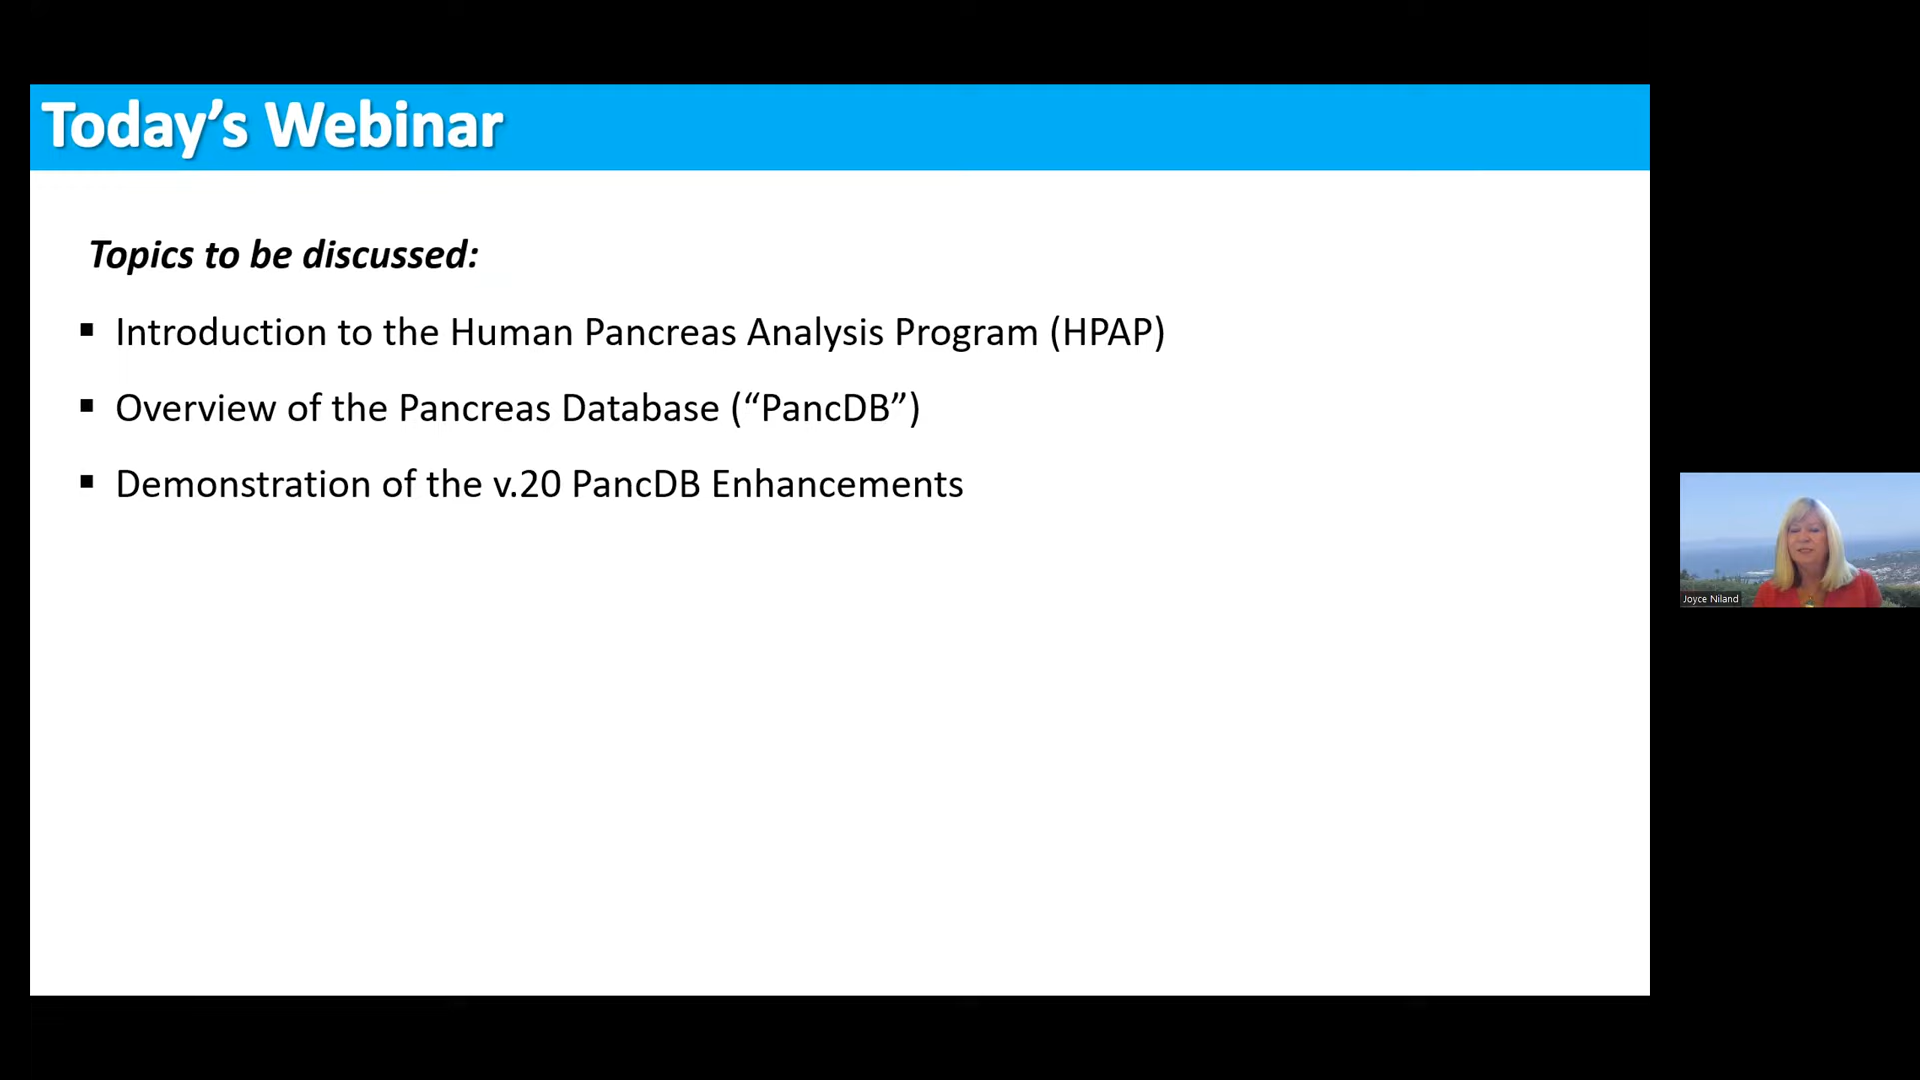 Today’s Webinar
Topics to be discussed:
▪ Introduction to the Human Pancreas Analysis Program (HPAP)
▪ Overview of the Pancreas Database (“PancDB”)
▪ Demonstration of the v.20 PancDB Enhancements
Joyce Niland